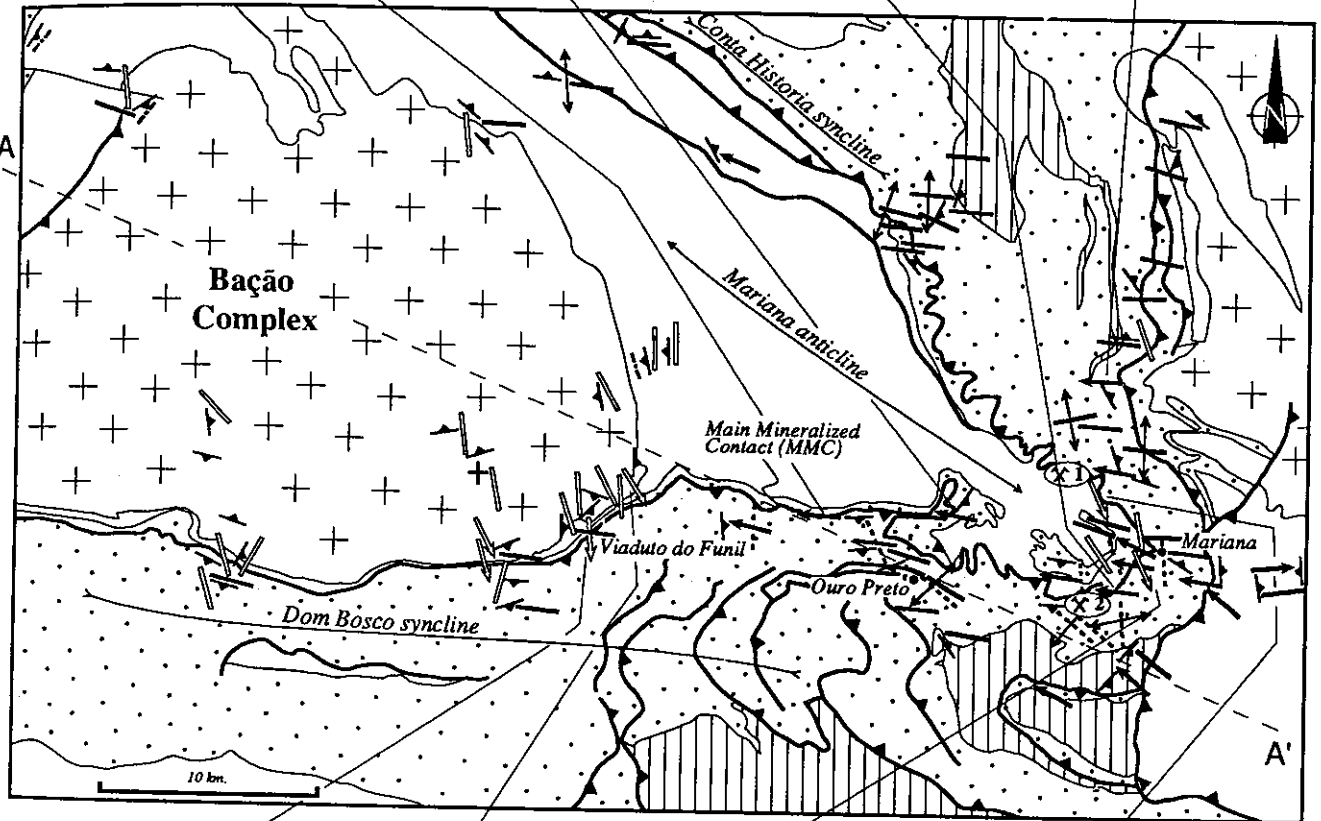 Conta Historia syncline
N
A
Bação
Complex
Mariana anticline
Main Mineralized
Contact (MMC)
X 1
Viaduto do Funil
Mariana
Ouro Preto
X 2
Dom Bosco syncline
A'
10 km.